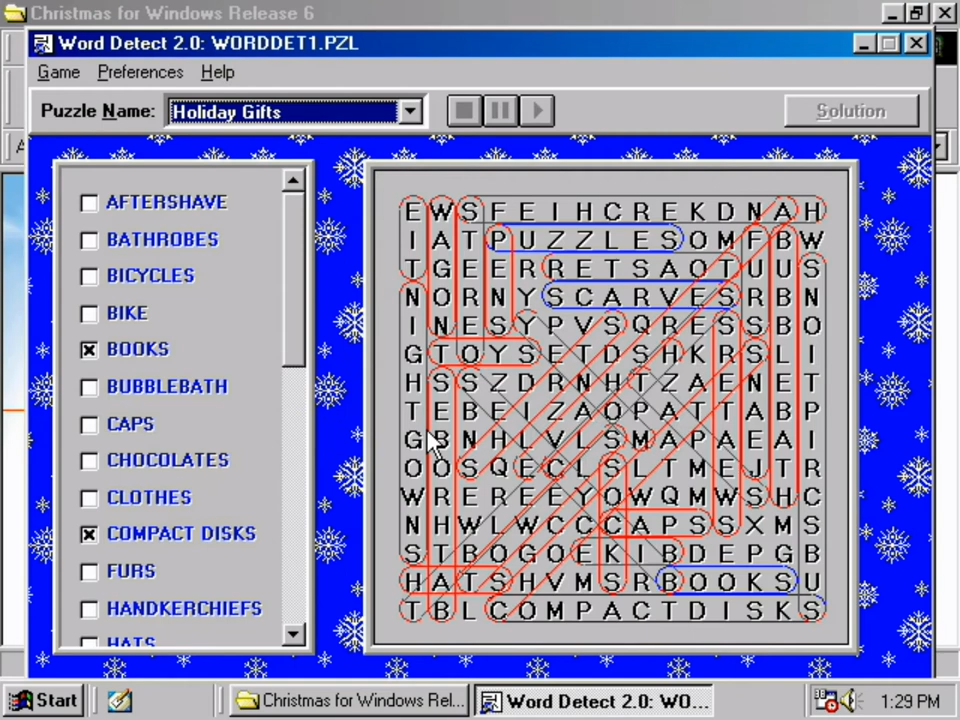 Christmas for Windows Release 6
Word Detect 2.0: WORDDET1.PZL
Game Preferences Help
Puzzle Name: Holiday Gifts Solution
AFTERSHAVE
BATHROBES
BICYCLES
BIKE
BOOKS
BUBBLEBATH
CAPS
CHOCOLATES
CLOTHES
COMPACT DISKS
FURS
HANDKERCHIEFS
HATS
E W S F E I H C R E K D N A H
I A T P U Z Z L E S O M F B W
T G E E R R E T S A O T U U S
N O R N Y S C A R V E S R B N
I N E S Y P V S Q R E S S B O
G T O Y S E T D S H K R S L I
H S S Z D R N H T Z A E N E T
T E B E I Z A O P A T T A B P
G B N H L V L S M A P A E A I
O O S Q E C L S L T M E J T R
W R E R E E Y O W Q M W S H C
N H W L W C C C A P S S X M S
S T B O G O E K I B D E P G B
H A T S H V M S R B O O K S U
T B L C O M P A C T D I S K S
Start Christmas for Windows Rel... Word Detect 2.0: WO... 1:29 PM